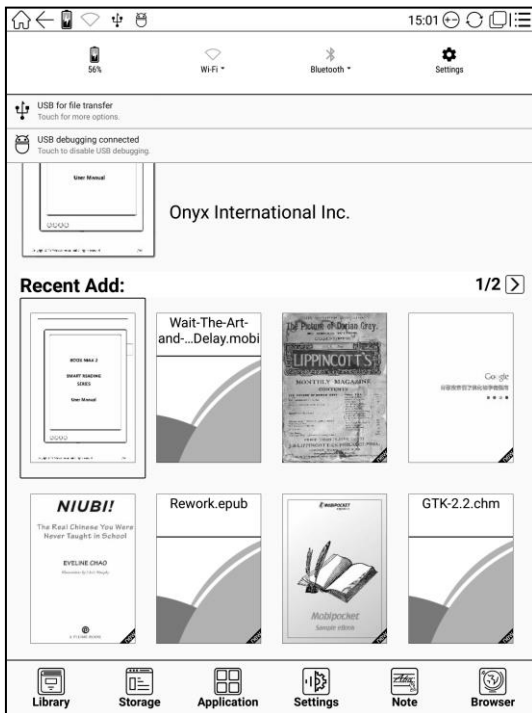 15:01
56%
Wi-Fi
Bluetooth
Settings
USB for file transfer
Touch for more options.
USB debugging connected
Touch to disable USB debugging.
User Manual
Onyx International Inc.
Recent Add:
1/2
BOOX MAX 2
SMART READING
SERIES
User Manual
Wait-The-Art-
and-...Delay.mobi
The Picture of Dorian Gray.
LIPPINCOTT'S
MONTHLY MAGAZINE
CONTENTS
Google
NIUBI!
The Real Chinese You Were
Never Taught in School
EVELINE CHAO
A PLUME BOOK
Rework.epub
MOBIPOCKET
Mobipocket
GTK-2.2.chm
Library
Storage
Application
Settings
Note
Browser